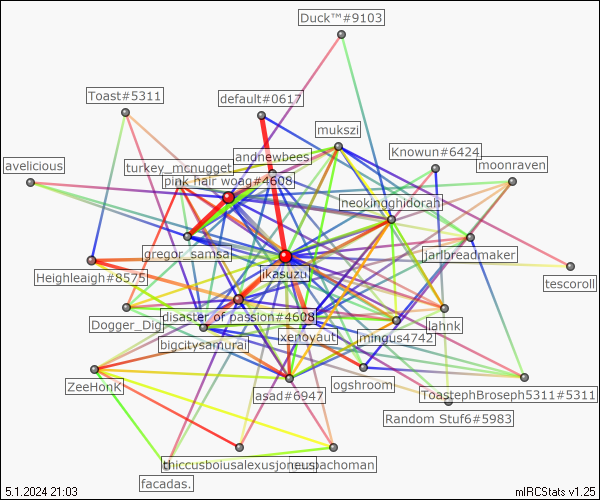 Duck™#9103
Toast#5311
default#0617
mukszi
Knowun#6424
avelicious
turkey_mcnugget
andnewbees
moonraven
pink hair woag#4608
neokingghidorah
gregor_samsa
jarlbreadmaker
Heighleaigh#8575
ikasuzu
tescoroll
Dogger_Dig
disaster of passion#4608
lahnk
bigcitysamurai
xenoyaut
mingus4742
ZeeHonK
asad#6947
ogshroom
ToastephBroseph5311#5311
Random Stuf6#5983
thiccusboiusalexusjoneus
pachoman
facadas.
5.1.2024 21:03
mIRCStats v1.25